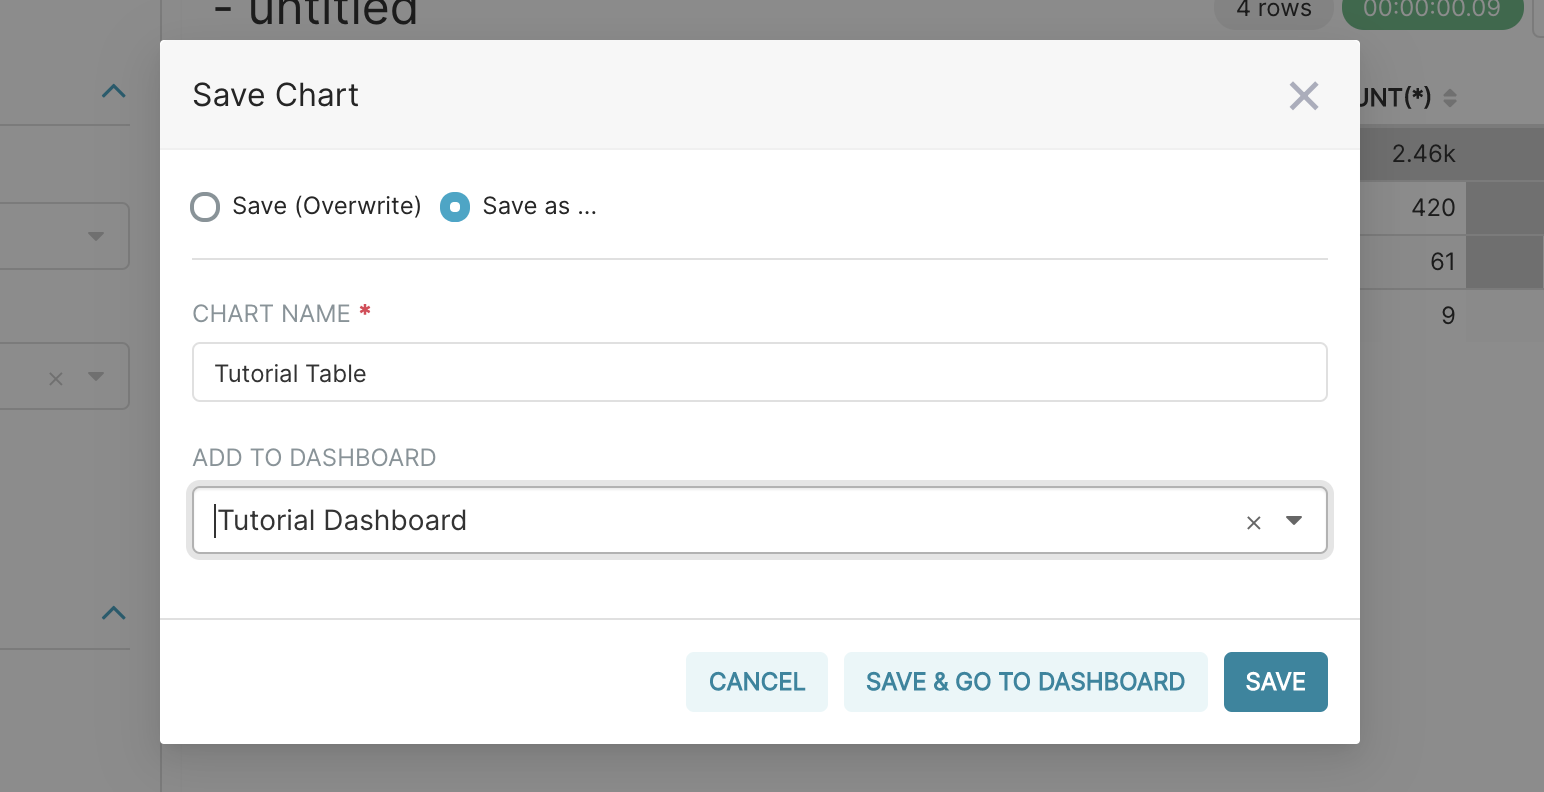 - untitled
4 rows
00:00:00.09
Save Chart
UNT(*)
2.46k
Save (Overwrite)
Save as ...
420
61
CHART NAME *
9
Tutorial Table
ADD TO DASHBOARD
Tutorial Dashboard
CANCEL
SAVE & GO TO DASHBOARD
SAVE